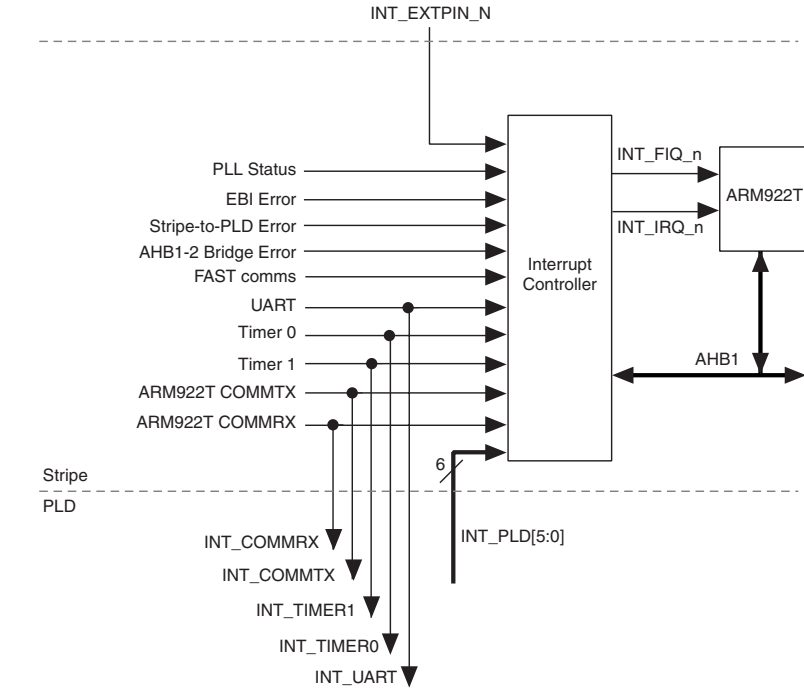 INT_EXTPIN_N
PLL Status
EBI Error
Stripe-to-PLD Error
AHB1-2 Bridge Error
FAST comms
UART
Timer 0
Timer 1
ARM922T COMMTX
ARM922T COMMRX
Interrupt
Controller
INT_FIQ_n
INT_IRQ_n
ARM922T
AHB1
6
Stripe
PLD
INT_PLD[5:0]
INT_COMMRX
INT_COMMTX
INT_TIMER1
INT_TIMER0
INT_UART